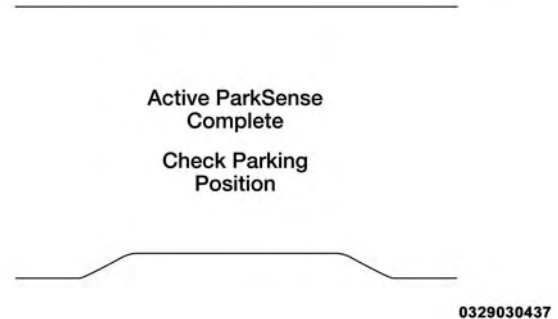 Active ParkSense
Complete
Check Parking
Position
0329030437